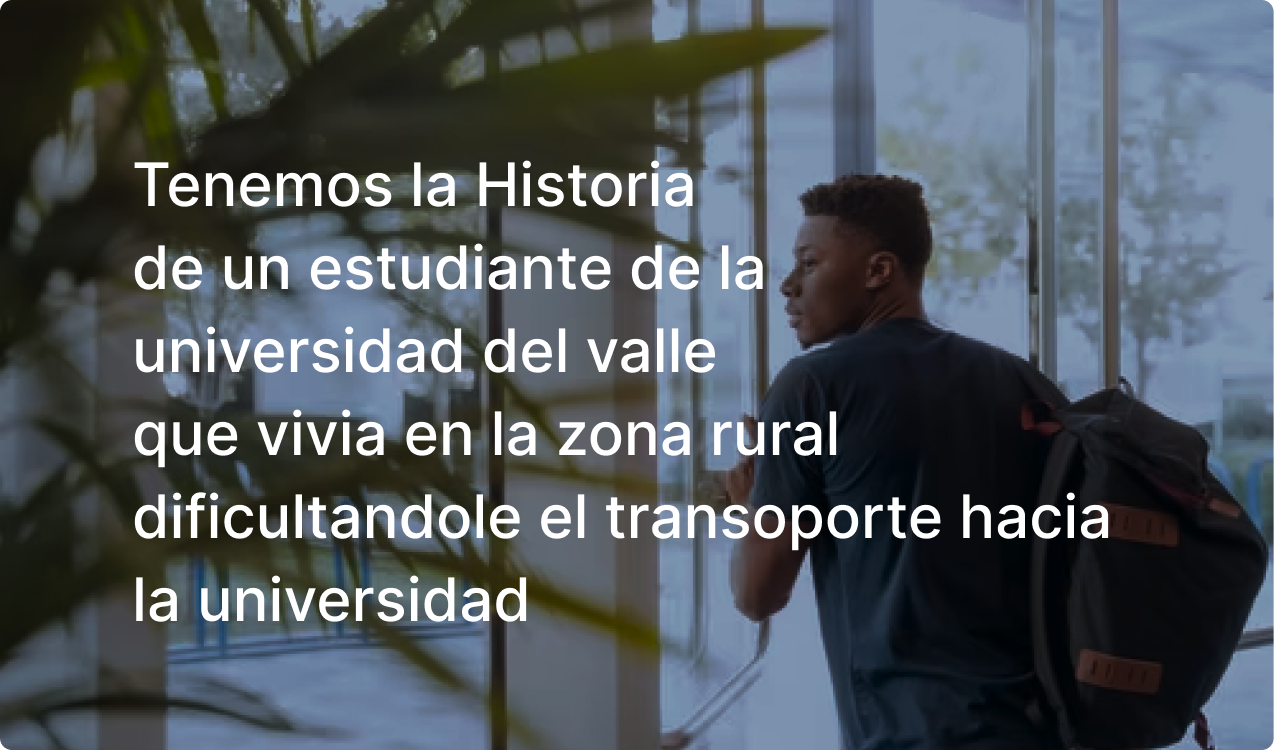 Tenemos la Historia
de un estudiante de la
universidad del valle
que vivia en la zona rural
dificultandole el transoporte hacia
la universidad